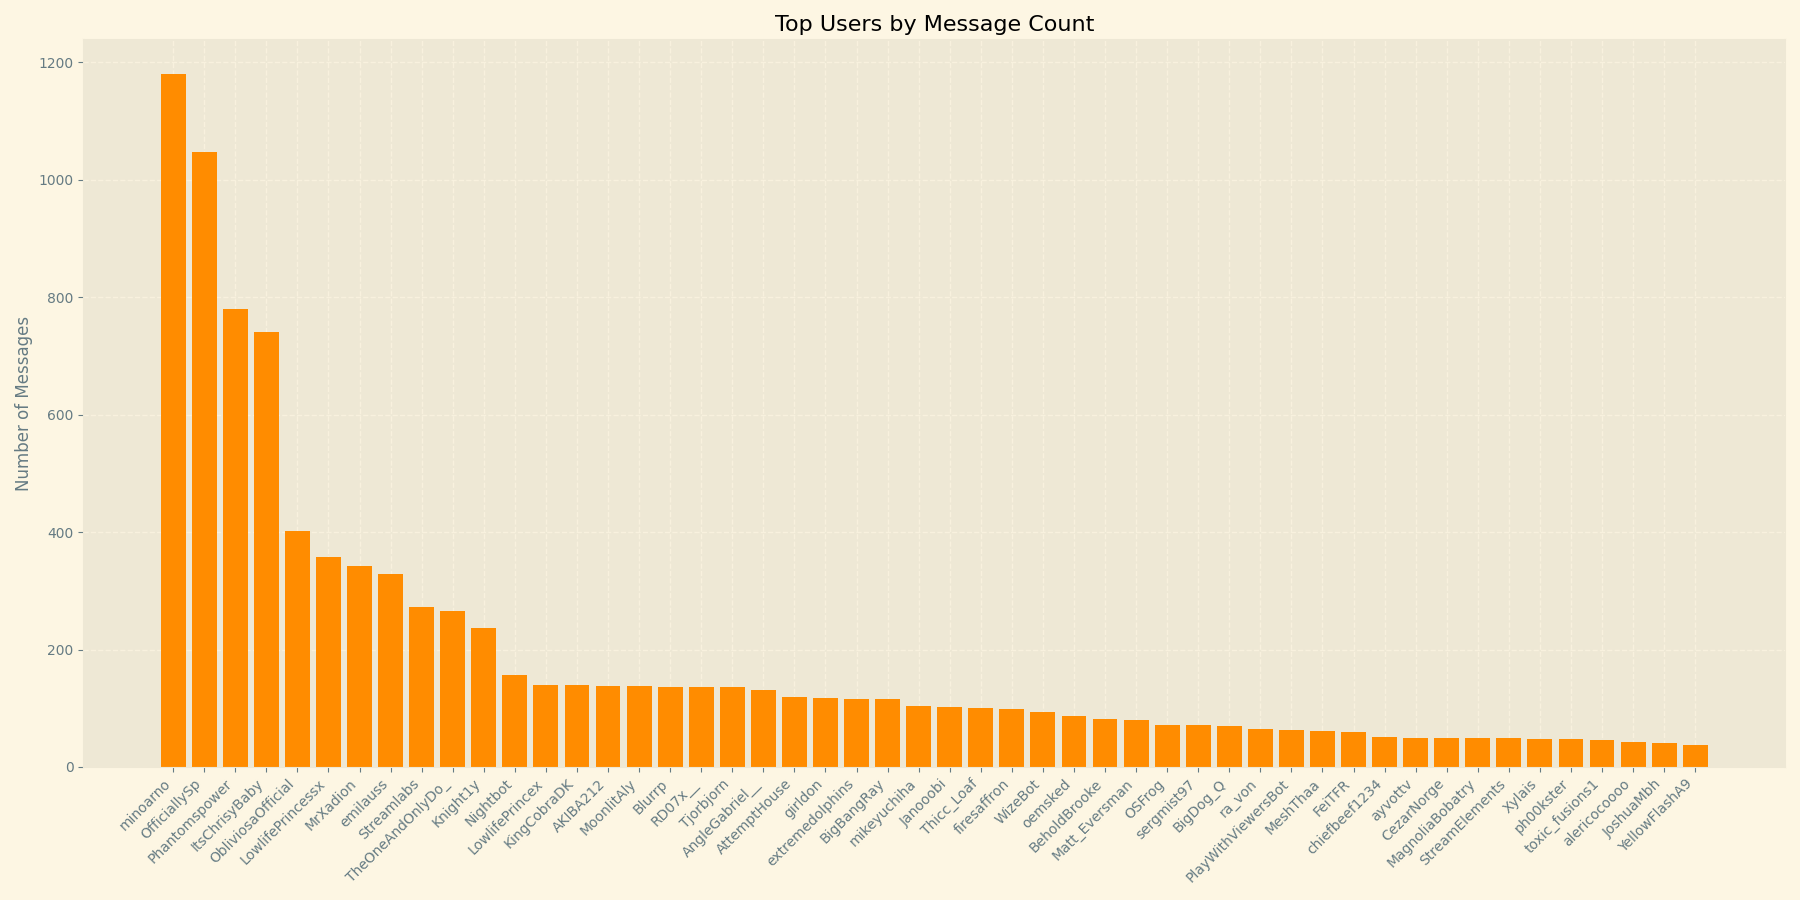 Top Users by Message Count
Number of Messages
1200
1000
800
600
400
200
0
minoarno
OfficiallySp
Phantomspower
ItsChrisyBaby
ObliviosaOfficial
LowlifePrincessx
MrXadion
emilauss
Streamlabs
TheOneAndOnlyDo_
Knight1y
Nightbot
LowlifePrincex
KingCobraDK
AKIBA212
MoonlitAly
Blurrp
RD07x__
Tjorbjorn
AngleGabriel__
AttemptHouse
girldon
extremedolphins
BigBangRay
mikeyuchiha
Janooobi
Thicc_Loaf
firesaffron
WizeBot
oemsked
BeholdBrooke
Matt_Eversman
OSFrog
sergmist97
BigDog_Q
ra_von
PlayWithViewersBot
MeshThaa
FeiTFR
chiefbeef1234
ayvottv
CezarNorge
MagnoliaBobatry
StreamElements
Xylais
ph00kster
toxic_fusions1
alericocoooo
JoshuaMbh
YellowFlashA9